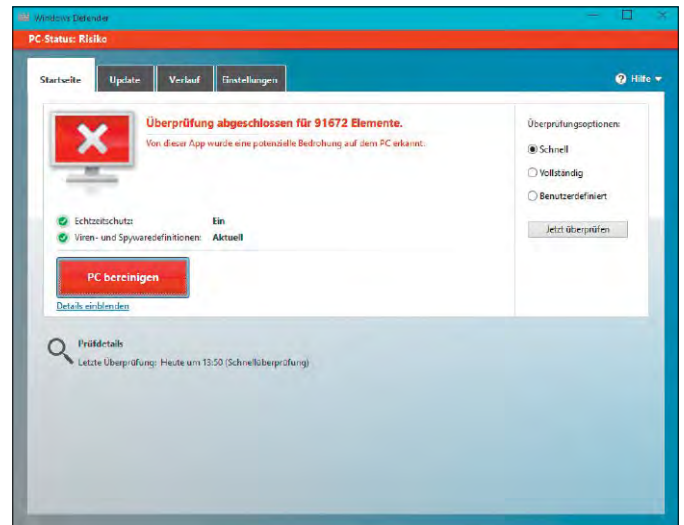 Windows Defender
PC-Status: Risiko
Startseite Update Verlauf Einstellungen Hilfe
Überprüfung abgeschlossen für 91672 Elemente.
Von dieser App wurde eine potenzielle Bedrohung auf dem PC erkannt.
Echtzeitschutz: Ein
Viren- und Spywaredefinitionen: Aktuell
PC bereinigen
Details einblenden
Überprüfungsoptionen:
Schnell
Vollständig
Benutzerdefiniert
Jetzt überprüfen
Prüfdetails
Letzte Überprüfung: Heute um 13:50 (Schnellüberprüfung)